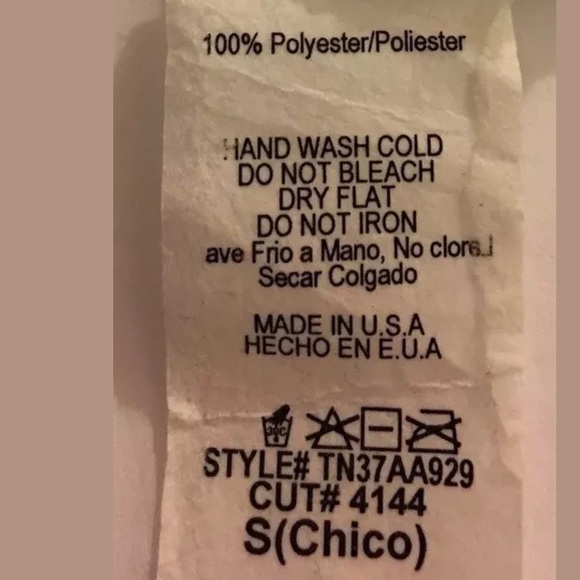 100% Polyester/Poliester
HAND WASH COLD
DO NOT BLEACH
DRY FLAT
DO NOT IRON
ave Frio a Mano, No clore.
Secar Colgado
MADE IN U.S.A
HECHO EN E.U.A
30C
STYLE# TN37AA929
CUT# 4144
S(Chico)